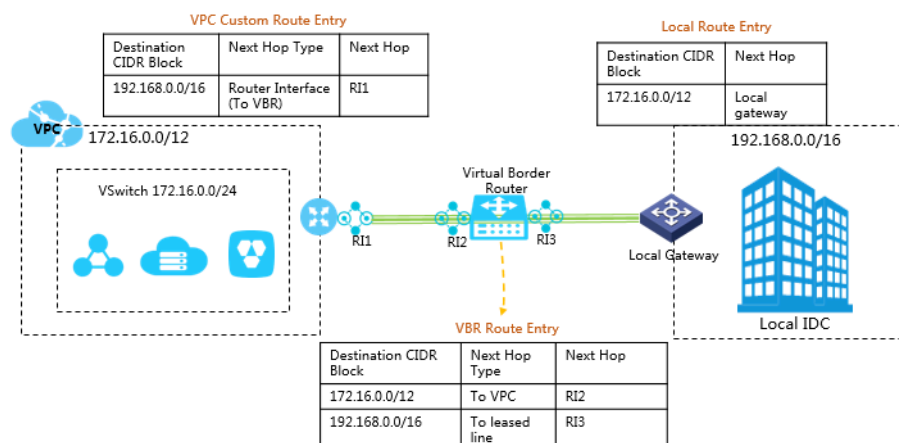 VPC Custom Route Entry
Destination CIDR Block Next Hop Type Next Hop
192.168.0.0/16 Router Interface (To VBR) RI1
Local Route Entry
Destination CIDR Block Next Hop
172.16.0.0/12 Local gateway
VPC
172.16.0.0/12
192.168.0.0/16
VSwitch 172.16.0.0/24
Virtual Border
Router
RI1
RI2
RI3
Local Gateway
Local IDC
VBR Route Entry
Destination CIDR Block Next Hop Type Next Hop
172.16.0.0/12 To VPC RI2
192.168.0.0/16 To leased line RI3